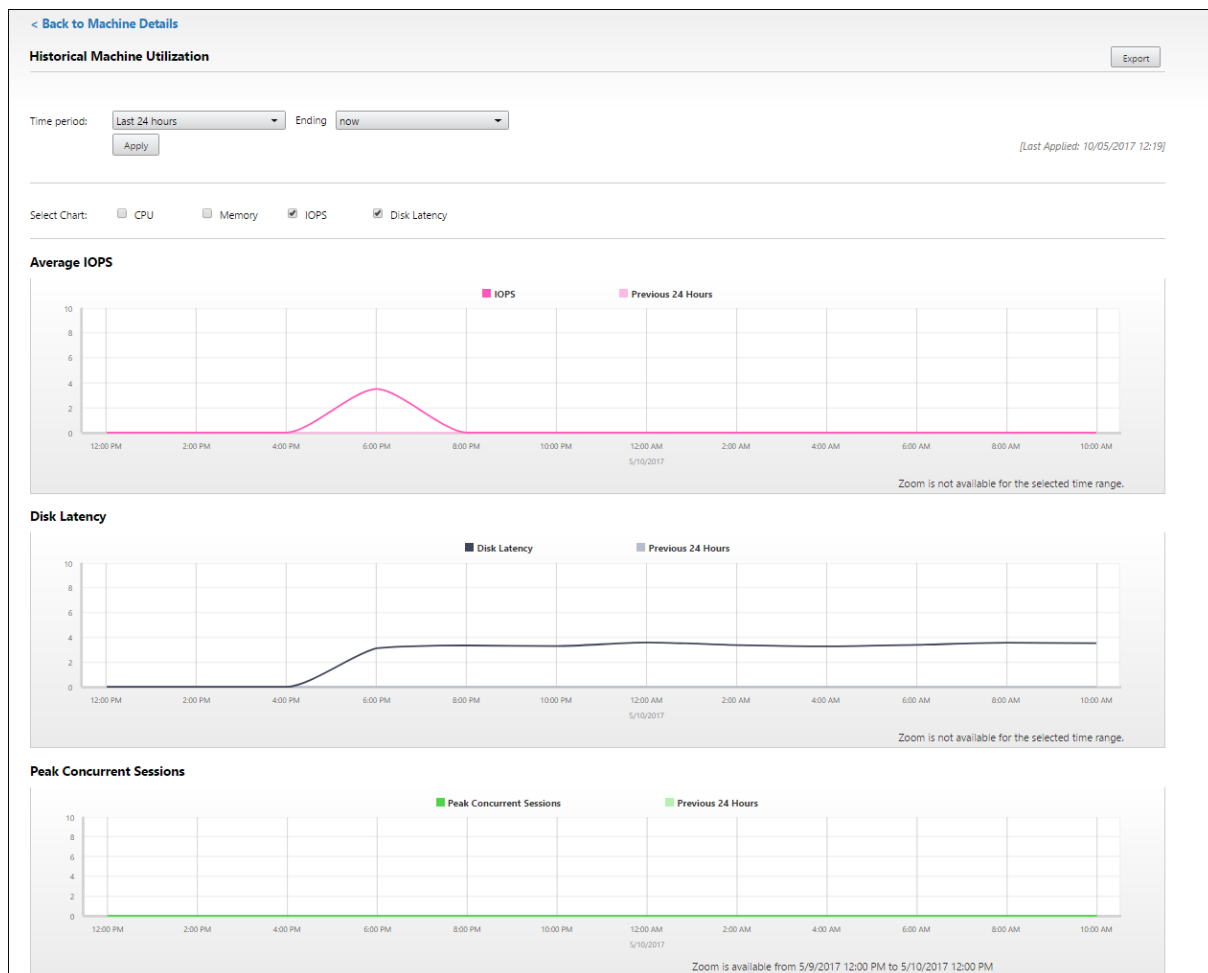 < Back to Machine Details
Historical Machine Utilization
Export
Time period: Last 24 hours Ending now
Apply
[Last Applied: 10/05/2017 12:19]
Select Chart: CPU Memory IOPS Disk Latency
Average IOPS
IOPS Previous 24 Hours
10
8
6
4
2
0
12:00 PM 2:00 PM 4:00 PM 6:00 PM 8:00 PM 10:00 PM 12:00 AM 2:00 AM 4:00 AM 6:00 AM 8:00 AM 10:00 AM
5/10/2017
Zoom is not available for the selected time range.
Disk Latency
Disk Latency Previous 24 Hours
10
8
6
4
2
0
12:00 PM 2:00 PM 4:00 PM 6:00 PM 8:00 PM 10:00 PM 12:00 AM 2:00 AM 4:00 AM 6:00 AM 8:00 AM 10:00 AM
5/10/2017
Zoom is not available for the selected time range.
Peak Concurrent Sessions
Peak Concurrent Sessions Previous 24 Hours
10
8
6
4
2
0
12:00 PM 2:00 PM 4:00 PM 6:00 PM 8:00 PM 10:00 PM 12:00 AM 2:00 AM 4:00 AM 6:00 AM 8:00 AM 10:00 AM
5/10/2017
Zoom is available from 5/9/2017 12:00 PM to 5/10/2017 12:00 PM